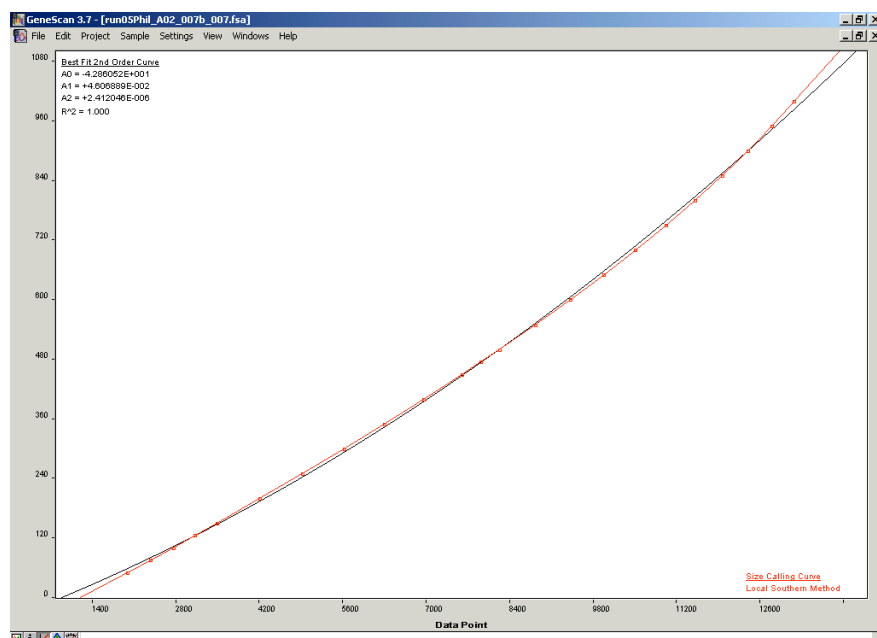 GeneScan 3.7 - [run05Phil_A02_007b_007.fsa]
File Edit Project Sample Settings View Windows Help
Best Fit 2nd Order Curve
A0 = -4.286052E+001
A1 = +4.606889E-002
A2 = +2.412046E-006
R^2 = 1.000
1080
960
840
720
600
480
360
240
120
0
1400 2800 4200 5600 7000 8400 9800 11200 12600
Data Point
Size Calling Curve
Local Southern Method